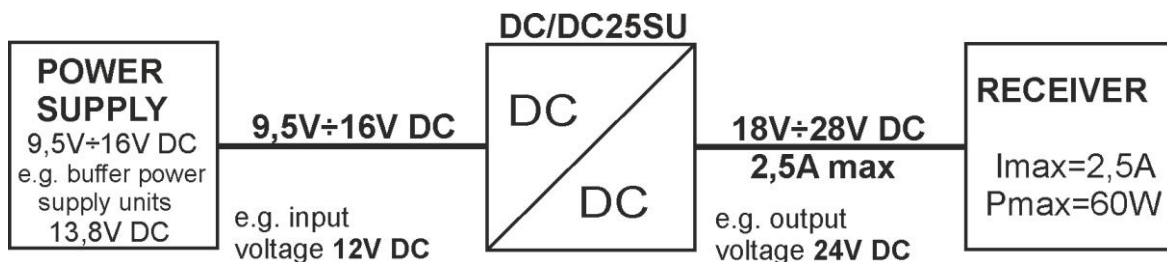 DC/DC25SU
POWER
SUPPLY
9,5V÷16V DC
e.g. buffer power
supply units
13,8V DC
9,5V÷16V DC
e.g. input
voltage 12V DC
DC
DC
18V÷28V DC
2,5A max
e.g. output
voltage 24V DC
RECEIVER
Imax=2,5A
Pmax=60W